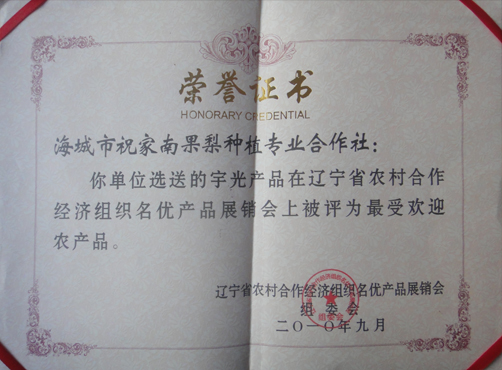 荣誉证书
HONORARY CREDENTIAL
海城市祝家南果梨种植专业合作社：
你单位选送的宇光产品在辽宁省农村合作
经济组织名优产品展销会上被评为最受欢迎
农产品。
辽宁省农村合作经济组织名优产品展销会
组委会
二〇一〇年九月